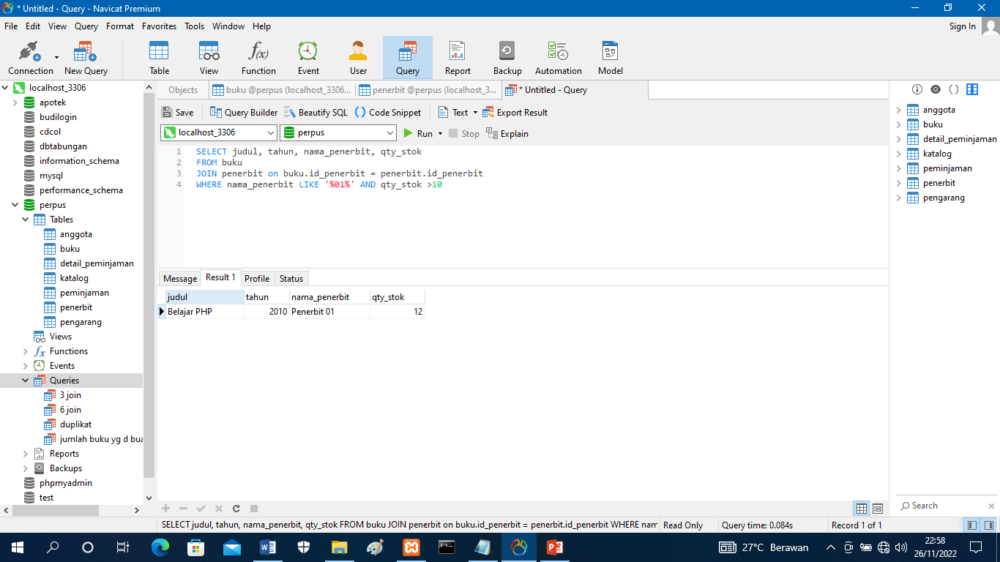 * Untitled - Query - Navicat Premium
File Edit View Query Format Favorites Tools Window Help
Sign In
Connection New Query Table View Function Event User Query Report Backup Automation Model
f(x)
localhost_3306
apotek
budilogin
cdcol
dbtabungan
information_schema
mysql
performance_schema
perpus
Tables
anggota
buku
detail_peminjaman
katalog
peminjaman
penerbit
pengarang
Views
Functions
Events
Queries
3 join
6 join
duplikat
jumlah buku yg d bua
Reports
Backups
phpmyadmin
test
Objects buku @perpus (localhost_3306... penerbit @perpus (localhost_3... * Untitled - Query
Save Query Builder Beautify SQL () Code Snippet Text Export Result
localhost_3306 perpus Run Stop Explain
1 SELECT judul, tahun, nama_penerbit, qty_stok
2 FROM buku
3 JOIN penerbit on buku.id_penerbit = penerbit.id_penerbit
4 WHERE nama_penerbit LIKE '%01%' AND qty_stok >10
Message Result 1 Profile Status
judul tahun nama_penerbit qty_stok
Belajar PHP 2010 Penerbit 01 12
anggota
buku
detail_peminjaman
katalog
peminjaman
penerbit
pengarang
Search
SELECT judul, tahun, nama_penerbit, qty_stok FROM buku JOIN penerbit on buku.id_penerbit = penerbit.id_penerbit WHERE nam Read Only Query time: 0.084s Record 1 of 1
27°C Berawan
22:58
26/11/2022